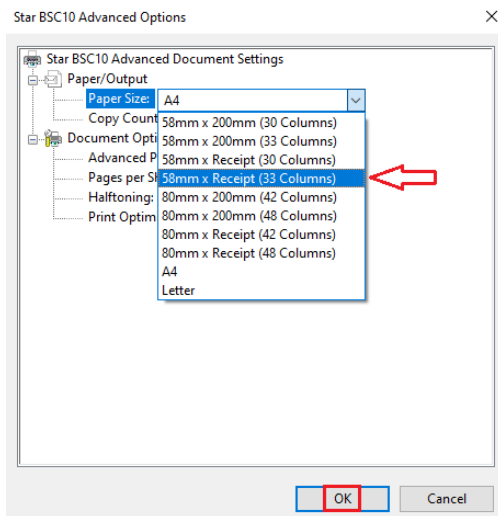 Star BSC10 Advanced Options
Star BSC10 Advanced Document Settings
Paper/Output
Paper Size: A4
Copy Count
58mm x 200mm (30 Columns)
Document Opti
58mm x 200mm (33 Columns)
Advanced P
58mm x Receipt (30 Columns)
Pages per Sh
58mm x Receipt (33 Columns)
Halftoning:
80mm x 200mm (42 Columns)
Print Optim
80mm x 200mm (48 Columns)
80mm x Receipt (42 Columns)
80mm x Receipt (48 Columns)
A4
Letter
OK
Cancel